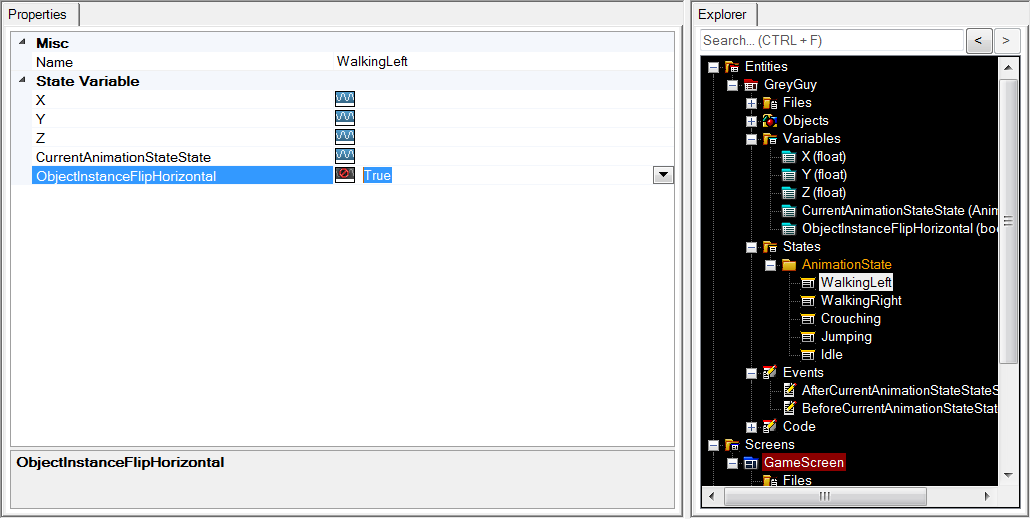 Properties
Misc
Name WalkingLeft
State Variable
X
Y
Z
CurrentAnimationStateState
ObjectInstanceFlipHorizontal True
ObjectInstanceFlipHorizontal
Explorer
Search... (CTRL + F) < >
Entities
GreyGuy
Files
Objects
Variables
X (float)
Y (float)
Z (float)
CurrentAnimationStateState (Anim
ObjectInstanceFlipHorizontal (boo
States
AnimationState
WalkingLeft
WalkingRight
Crouching
Jumping
Idle
Events
AfterCurrentAnimationStateStateS
BeforeCurrentAnimationStateStat
Code
Screens
GameScreen
Files